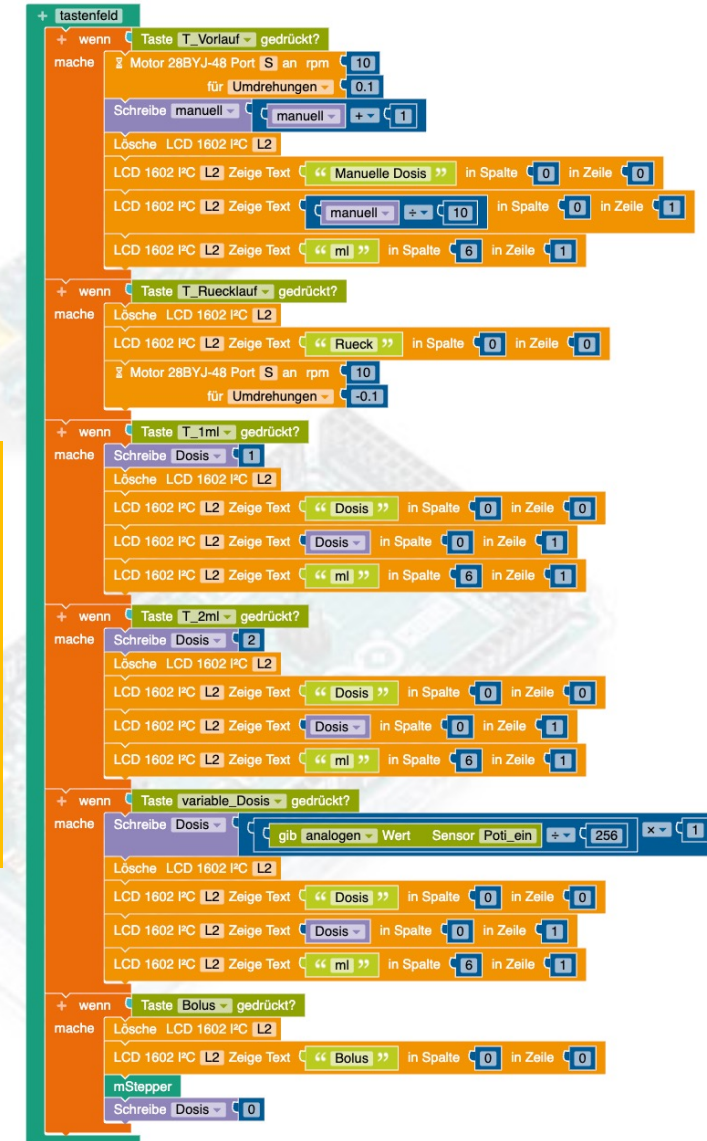 + tastenfeld
+ wenn Taste T_Vorlauf gedrückt?
mache Motor 28BYJ-48 Port S an rpm 10
für Umdrehungen 0.1
Schreibe manuell manuell + 1
Lösche LCD 1602 I²C L2
LCD 1602 I²C L2 Zeige Text “ Manuelle Dosis ” in Spalte 0 in Zeile 0
LCD 1602 I²C L2 Zeige Text manuell ÷ 10 in Spalte 0 in Zeile 1
LCD 1602 I²C L2 Zeige Text “ ml ” in Spalte 6 in Zeile 1
+ wenn Taste T_Ruecklauf gedrückt?
mache Lösche LCD 1602 I²C L2
LCD 1602 I²C L2 Zeige Text “ Rueck ” in Spalte 0 in Zeile 0
Motor 28BYJ-48 Port S an rpm 10
für Umdrehungen -0.1
+ wenn Taste T_1ml gedrückt?
mache Schreibe Dosis 1
Lösche LCD 1602 I²C L2
LCD 1602 I²C L2 Zeige Text “ Dosis ” in Spalte 0 in Zeile 0
LCD 1602 I²C L2 Zeige Text Dosis in Spalte 0 in Zeile 1
LCD 1602 I²C L2 Zeige Text “ ml ” in Spalte 6 in Zeile 1
+ wenn Taste T_2ml gedrückt?
mache Schreibe Dosis 2
Lösche LCD 1602 I²C L2
LCD 1602 I²C L2 Zeige Text “ Dosis ” in Spalte 0 in Zeile 0
LCD 1602 I²C L2 Zeige Text Dosis in Spalte 0 in Zeile 1
LCD 1602 I²C L2 Zeige Text “ ml ” in Spalte 6 in Zeile 1
+ wenn Taste variable_Dosis gedrückt?
mache Schreibe Dosis gib analogen Wert Sensor Poti_ein ÷ 256 × 1
Lösche LCD 1602 I²C L2
LCD 1602 I²C L2 Zeige Text “ Dosis ” in Spalte 0 in Zeile 0
LCD 1602 I²C L2 Zeige Text Dosis in Spalte 0 in Zeile 1
LCD 1602 I²C L2 Zeige Text “ ml ” in Spalte 6 in Zeile 1
+ wenn Taste Bolus gedrückt?
mache Lösche LCD 1602 I²C L2
LCD 1602 I²C L2 Zeige Text “ Bolus ” in Spalte 0 in Zeile 0
mStepper
Schreibe Dosis 0